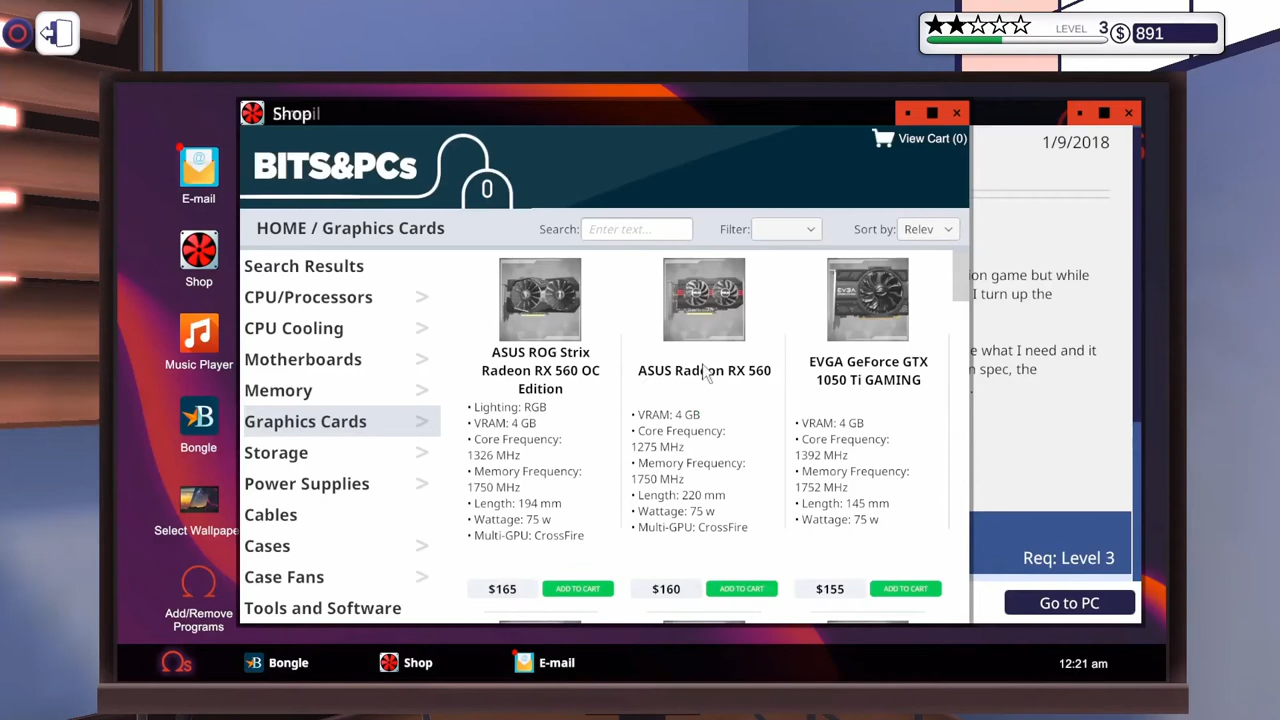 LEVEL 3
$ 891
Shopil
1/9/2018
View Cart (0)
BITS&PCs
HOME / Graphics Cards
Search:
Enter text...
Filter:
Sort by:
Relev
E-mail
Shop
Music Player
Bongle
Select Wallpape
Add/Remove
Programs
Search Results
CPU/Processors
CPU Cooling
Motherboards
Memory
Graphics Cards
Storage
Power Supplies
Cables
Cases
Case Fans
Tools and Software
ASUS ROG Strix
Radeon RX 560 OC
Edition
• Lighting: RGB
• VRAM: 4 GB
• Core Frequency:
1326 MHz
• Memory Frequency:
1750 MHz
• Length: 194 mm
• Wattage: 75 w
• Multi-GPU: CrossFire
$165
ADD TO CART
ASUS Radeon RX 560
• VRAM: 4 GB
• Core Frequency:
1275 MHz
• Memory Frequency:
1750 MHz
• Length: 220 mm
• Wattage: 75 w
• Multi-GPU: CrossFire
$160
ADD TO CART
EVGA GeForce GTX
1050 Ti GAMING
• VRAM: 4 GB
• Core Frequency:
1392 MHz
• Memory Frequency:
1752 MHz
• Length: 145 mm
• Wattage: 75 w
$155
ADD TO CART
on game but while
I turn up the
e what I need and it
n spec, the
Req: Level 3
Go to PC
Bongle
Shop
E-mail
12:21 am